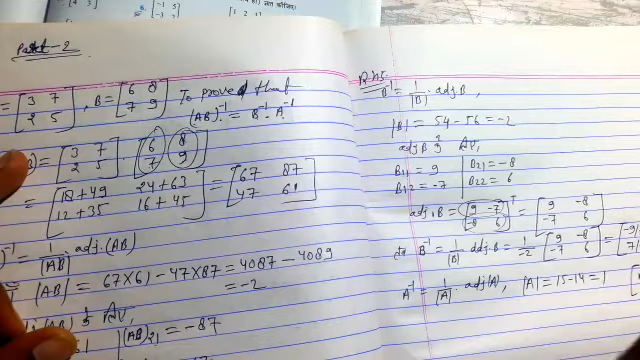 Part-2
= [3 7 / 2 5], B = [6 8 / 7 9] To prove that
(AB)⁻¹ = B⁻¹ · A⁻¹
= [3 7 / 2 5] · [6 8 / 7 9]
= [18+49 24+63 / 12+35 16+45] = [67 87 / 47 61]
⁻¹ = 1/|AB| · adj.(AB)
|AB| = 67×61 - 47×87 = 4087 - 4089
= -2
(AB)₂₁ = -87
R.H.S
B⁻¹ = 1/|B| · adj B,
|B| = 54 - 56 = -2
adj B
B₁₁ = 9 B₂₁ = -8
B₁₂ = -7 B₂₂ = 6
adj.B = [9 -7 / -8 6]ᵀ = [9 -8 / -7 6]
B⁻¹ = 1/|B| adj B = 1/-2 [9 -8 / -7 6] =
A⁻¹ = 1/|A| · adj(A), |A| = 15-14 = 1